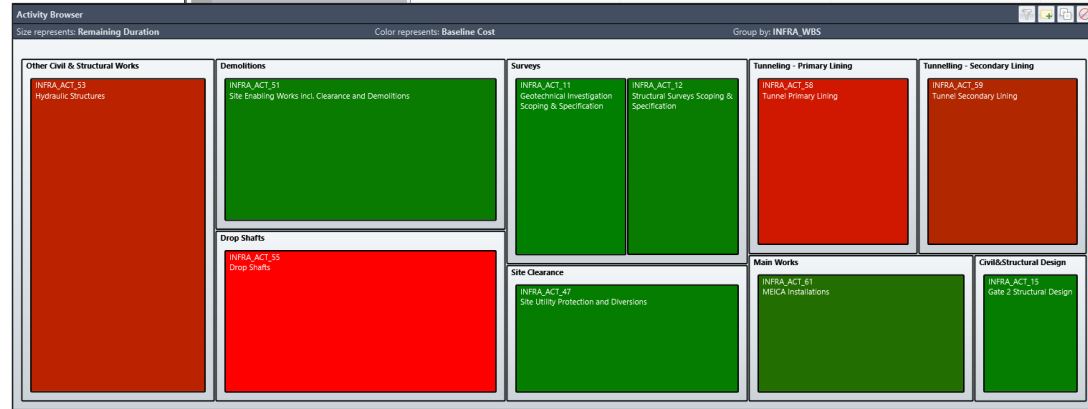 Activity Browser
Size represents: Remaining Duration
Color represents: Baseline Cost
Group by: INFRA_WBS
Other Civil & Structural Works
INFRA_ACT_53
Hydraulic Structures
Demolitions
INFRA_ACT_51
Site Enabling Works incl. Clearance and Demolitions
Drop Shafts
INFRA_ACT_55
Drop Shafts
Surveys
INFRA_ACT_11
Geotechnical Investigation
Scoping & Specification
INFRA_ACT_12
Structural Surveys Scoping &
Specification
Site Clearance
INFRA_ACT_47
Site Utility Protection and Diversions
Tunneling - Primary Lining
INFRA_ACT_58
Tunnel Primary Lining
Tunnelling - Secondary Lining
INFRA_ACT_59
Tunnel Secondary Lining
Main Works
INFRA_ACT_61
MEICA Installations
Civil&Structural Design
INFRA_ACT_15
Gate 2 Structural Design